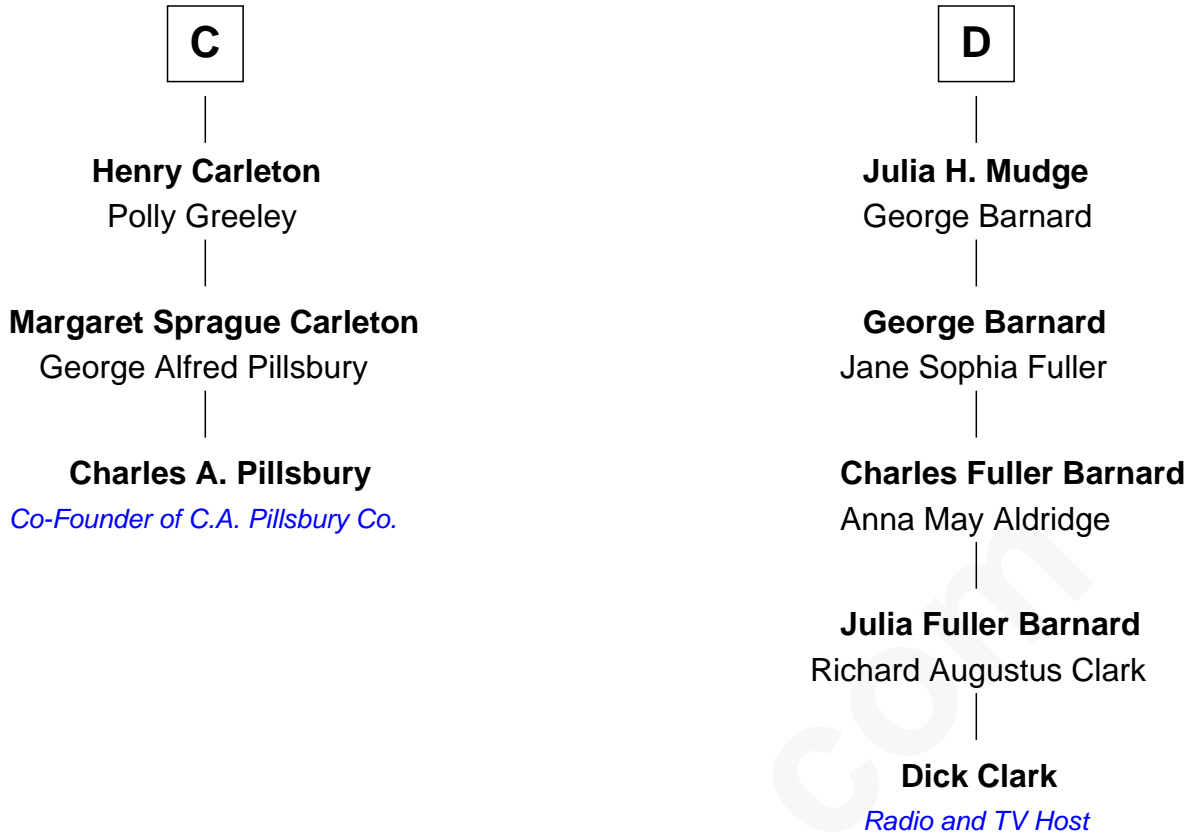 C
Henry Carleton
Polly Greeley
Margaret Sprague Carleton
George Alfred Pillsbury
Charles A. Pillsbury
Co-Founder of C.A. Pillsbury Co.
D
Julia H. Mudge
George Barnard
George Barnard
Jane Sophia Fuller
Charles Fuller Barnard
Anna May Aldridge
Julia Fuller Barnard
Richard Augustus Clark
Dick Clark
Radio and TV Host
com